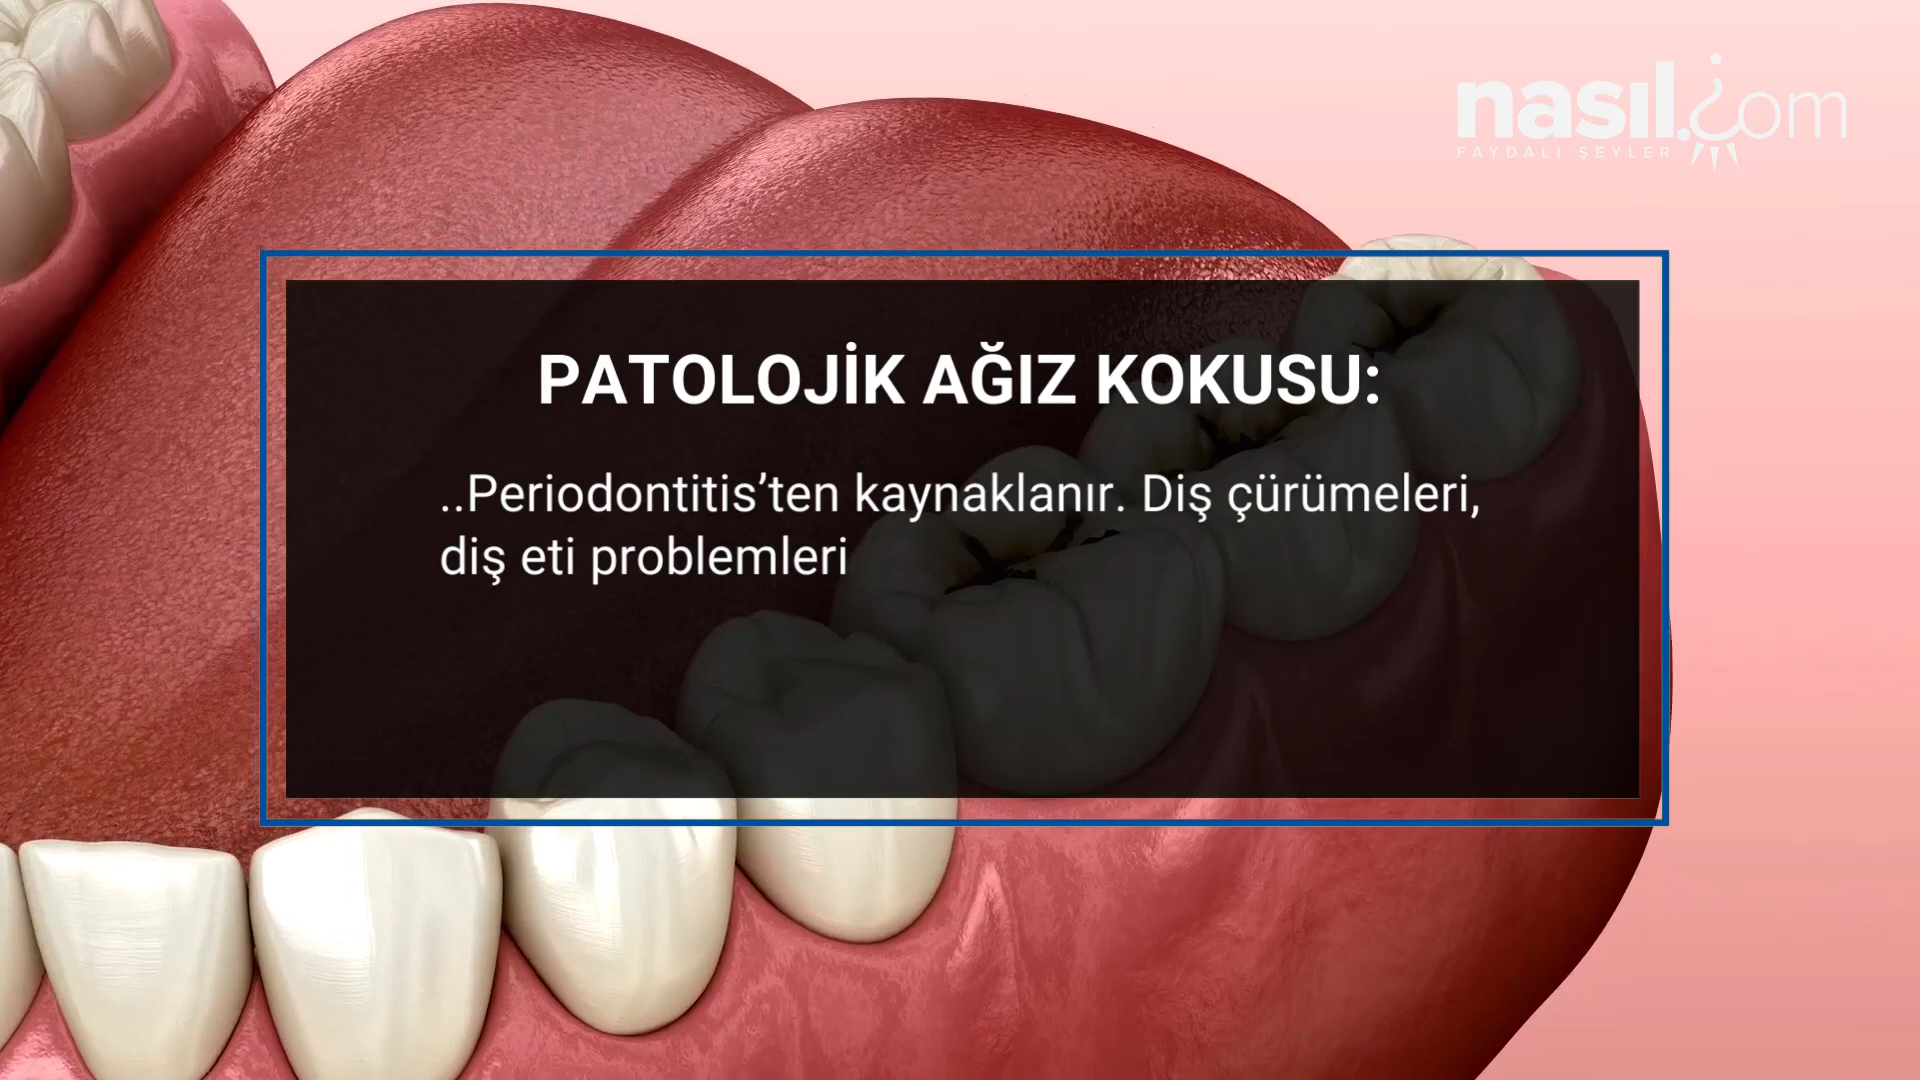 nasıl.com
FAYDALI ŞEYLER
PATOLOJİK AĞIZ KOKUSU:
..Periodontitis’ten kaynaklanır. Diş çürümeleri,
diş eti problemleri